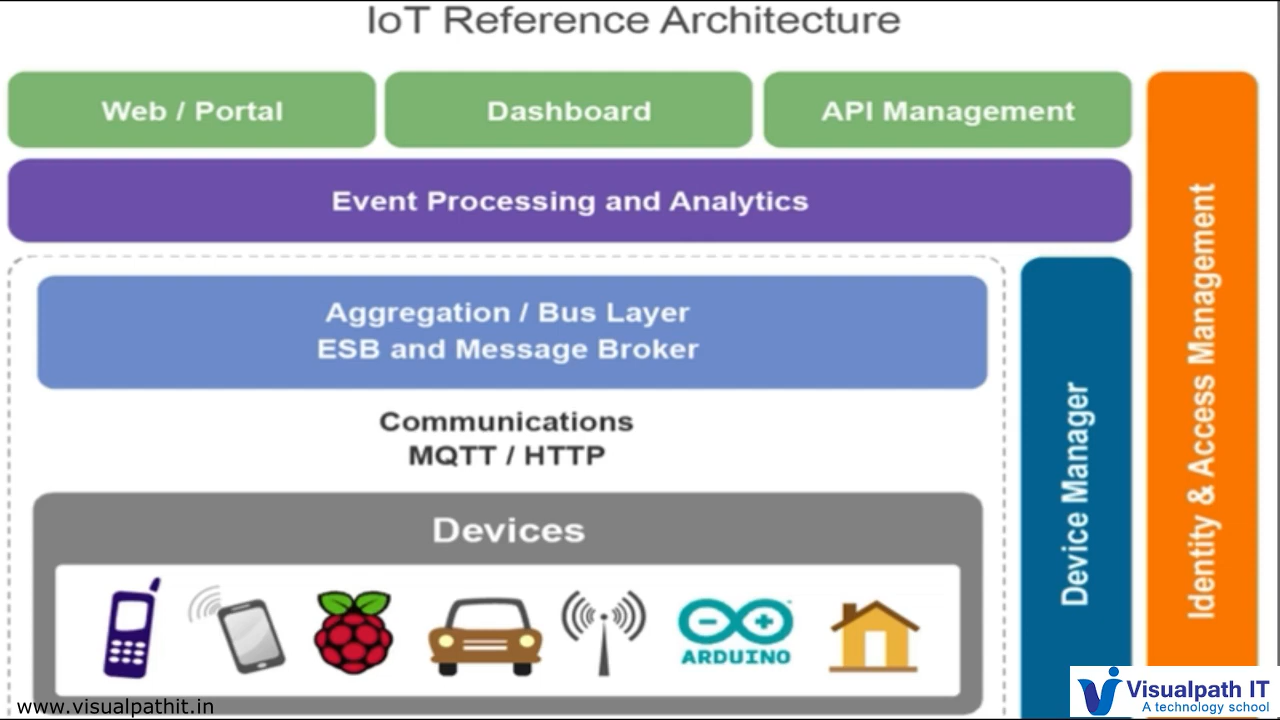 IoT Reference Architecture
Web / Portal
Dashboard
API Management
Event Processing and Analytics
Aggregation / Bus Layer
ESB and Message Broker
Communications
MQTT / HTTP
Devices
ARDUINO
Device Manager
Identity & Access Management
www.visualpathit.in
Visualpath IT
A technology school